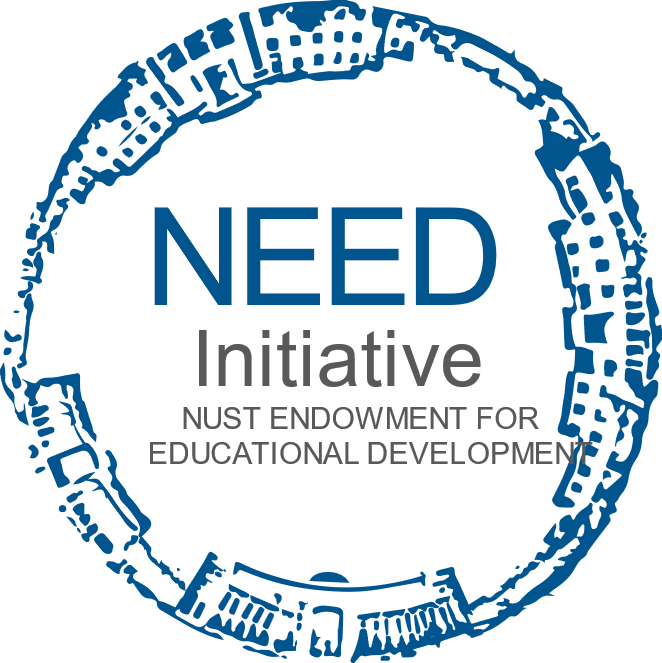 NEED
Initiative
NUST ENDOWMENT FOR
EDUCATIONAL DEVELOPMENT